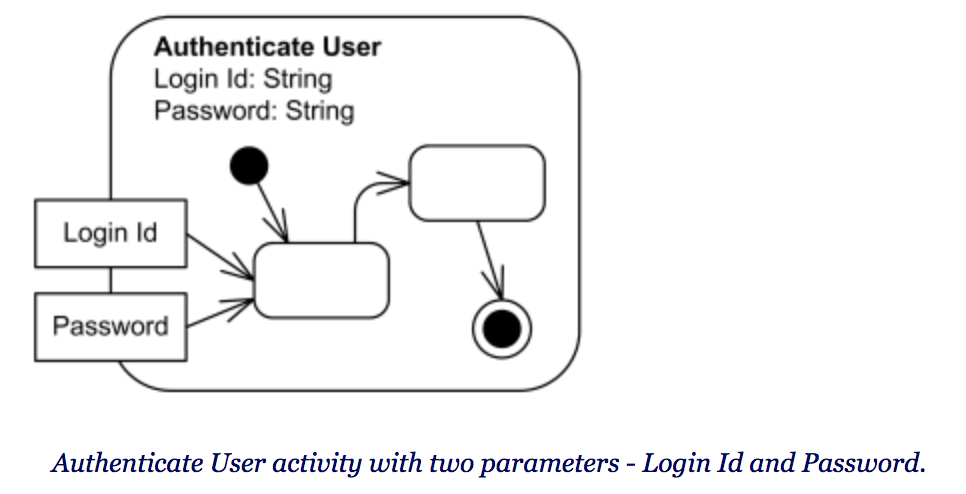 Authenticate User
Login Id: String
Password: String
Login Id
Password
Authenticate User activity with two parameters - Login Id and Password.